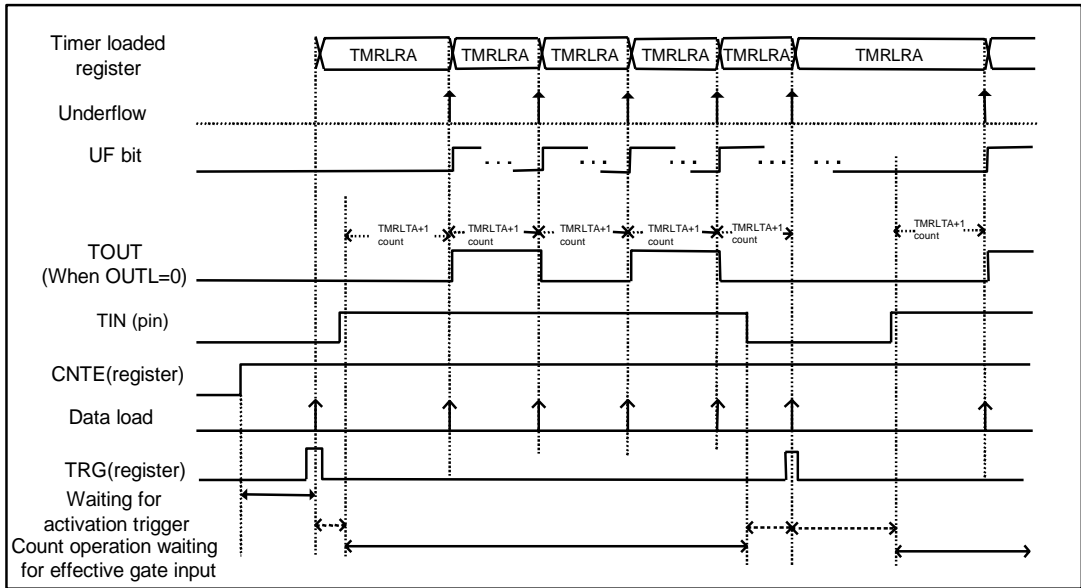 Timer loaded
register
TMRLRA TMRLRA TMRLRA TMRLRA TMRLRA TMRLRA
Underflow
UF bit
. . . . . . . . . . . . . . .
TMRLTA+1
count
TMRLTA+1
count
TMRLTA+1
count
TMRLTA+1
count
TMRLTA+1
count
TMRLTA+1
count
TOUT
(When OUTL=0)
TIN (pin)
CNTE(register)
Data load
TRG(register)
Waiting for
activation trigger
Count operation waiting
for effective gate input